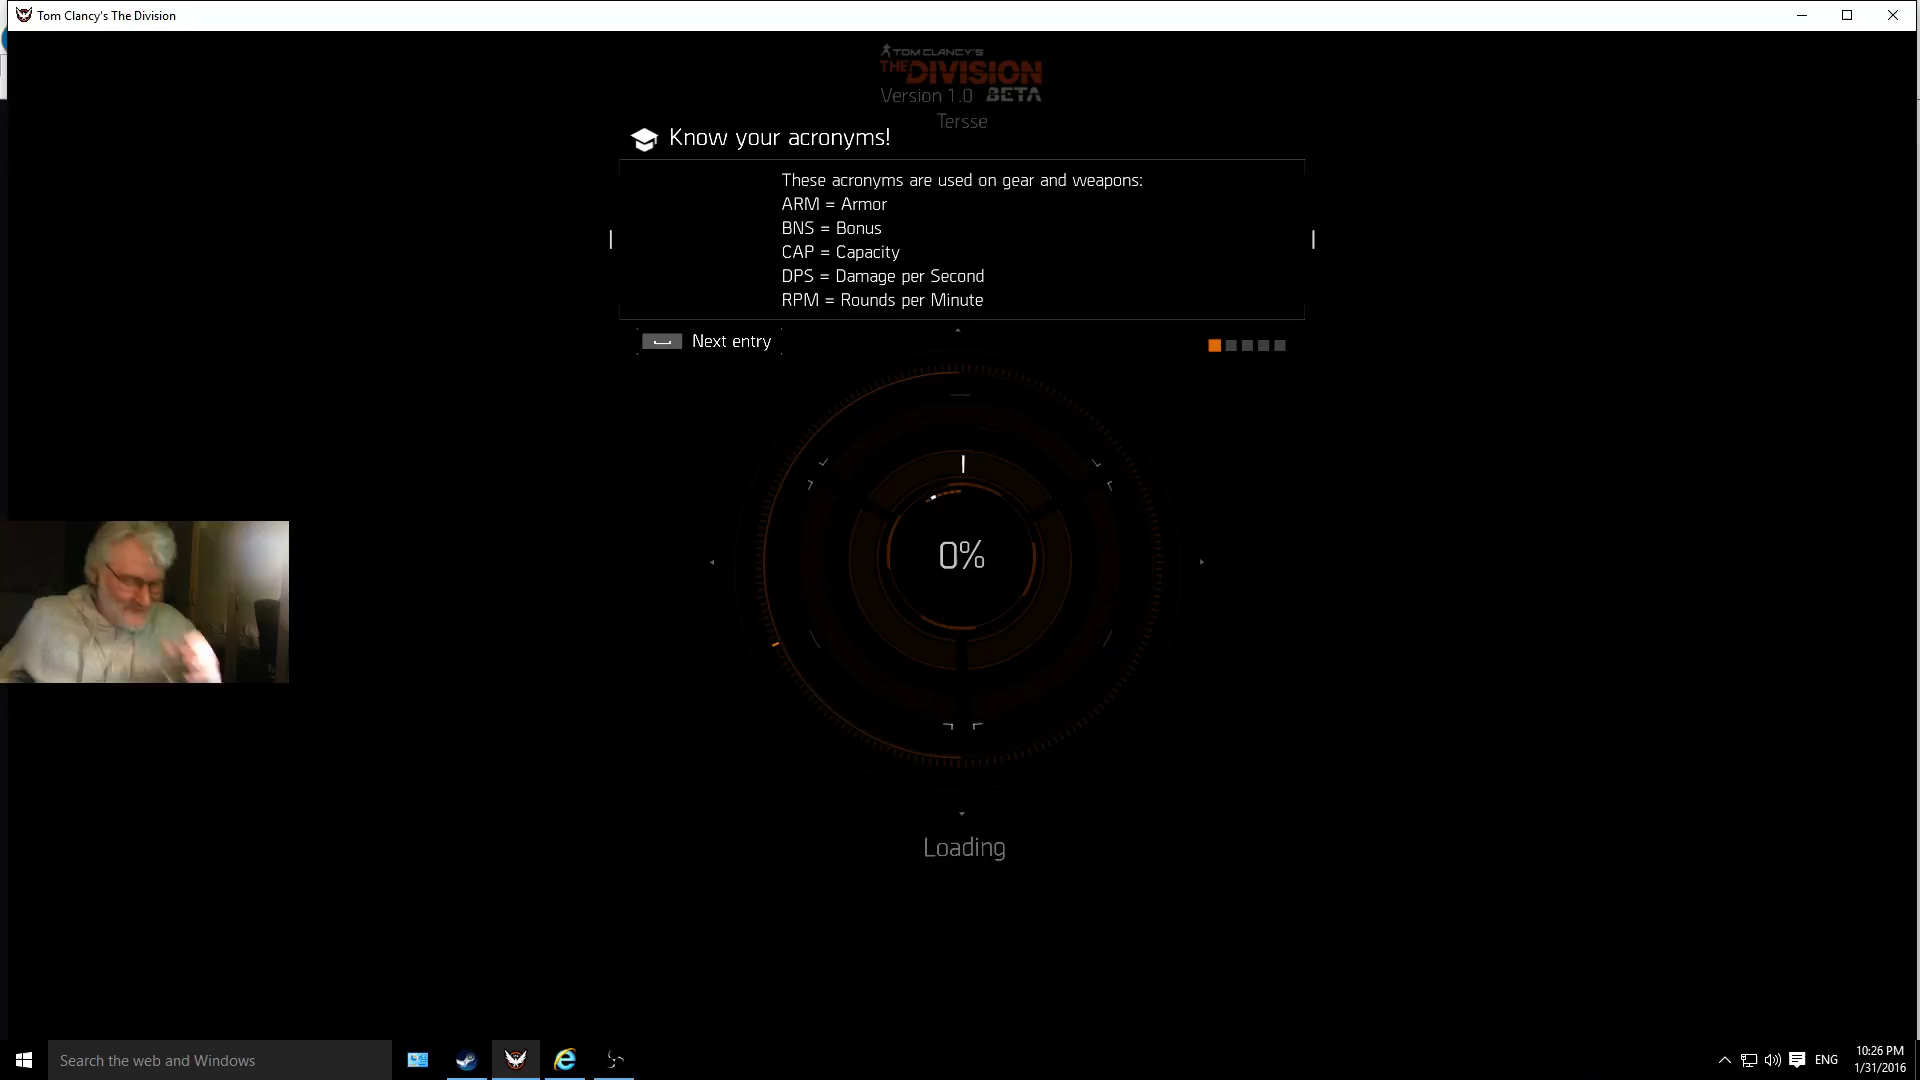 Tom Clancy's The Division
TOM CLANCY'S
THE DIVISION
Version 1.0 BETA
Tersse
Know your acronyms!
These acronyms are used on gear and weapons:
ARM = Armor
BNS = Bonus
CAP = Capacity
DPS = Damage per Second
RPM = Rounds per Minute
Next entry
0%
Loading
Search the web and Windows
ENG
10:26 PM
1/31/2016